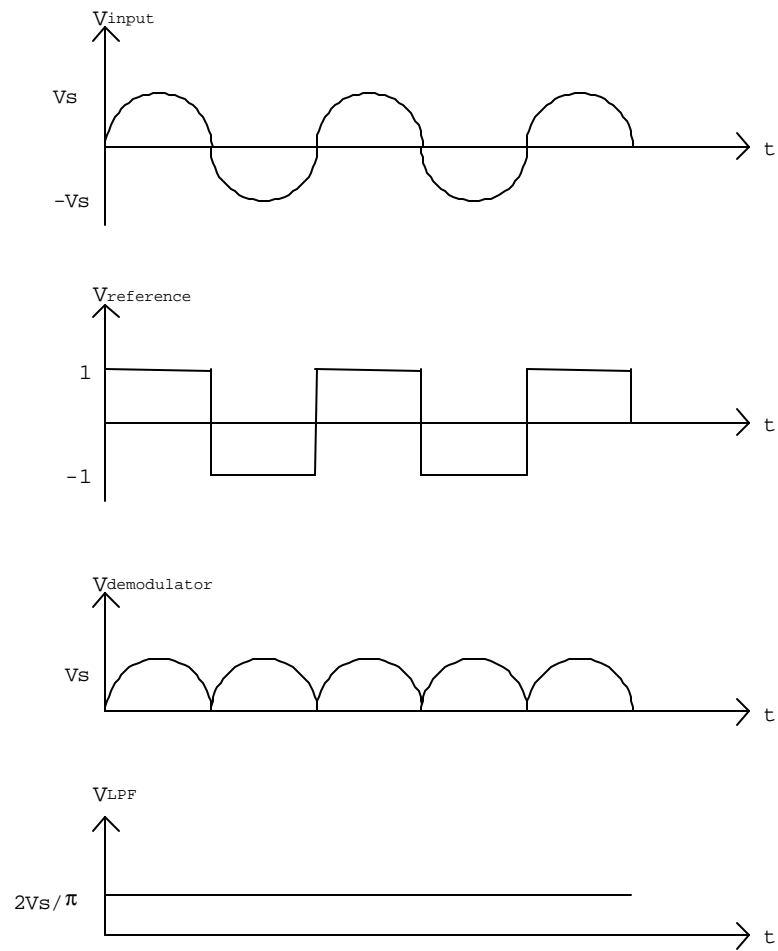 Vinput
Vs
t
-Vs
Vreference
1
t
-1
Vdemodulator
Vs
t
VLPF
2Vs/π
t